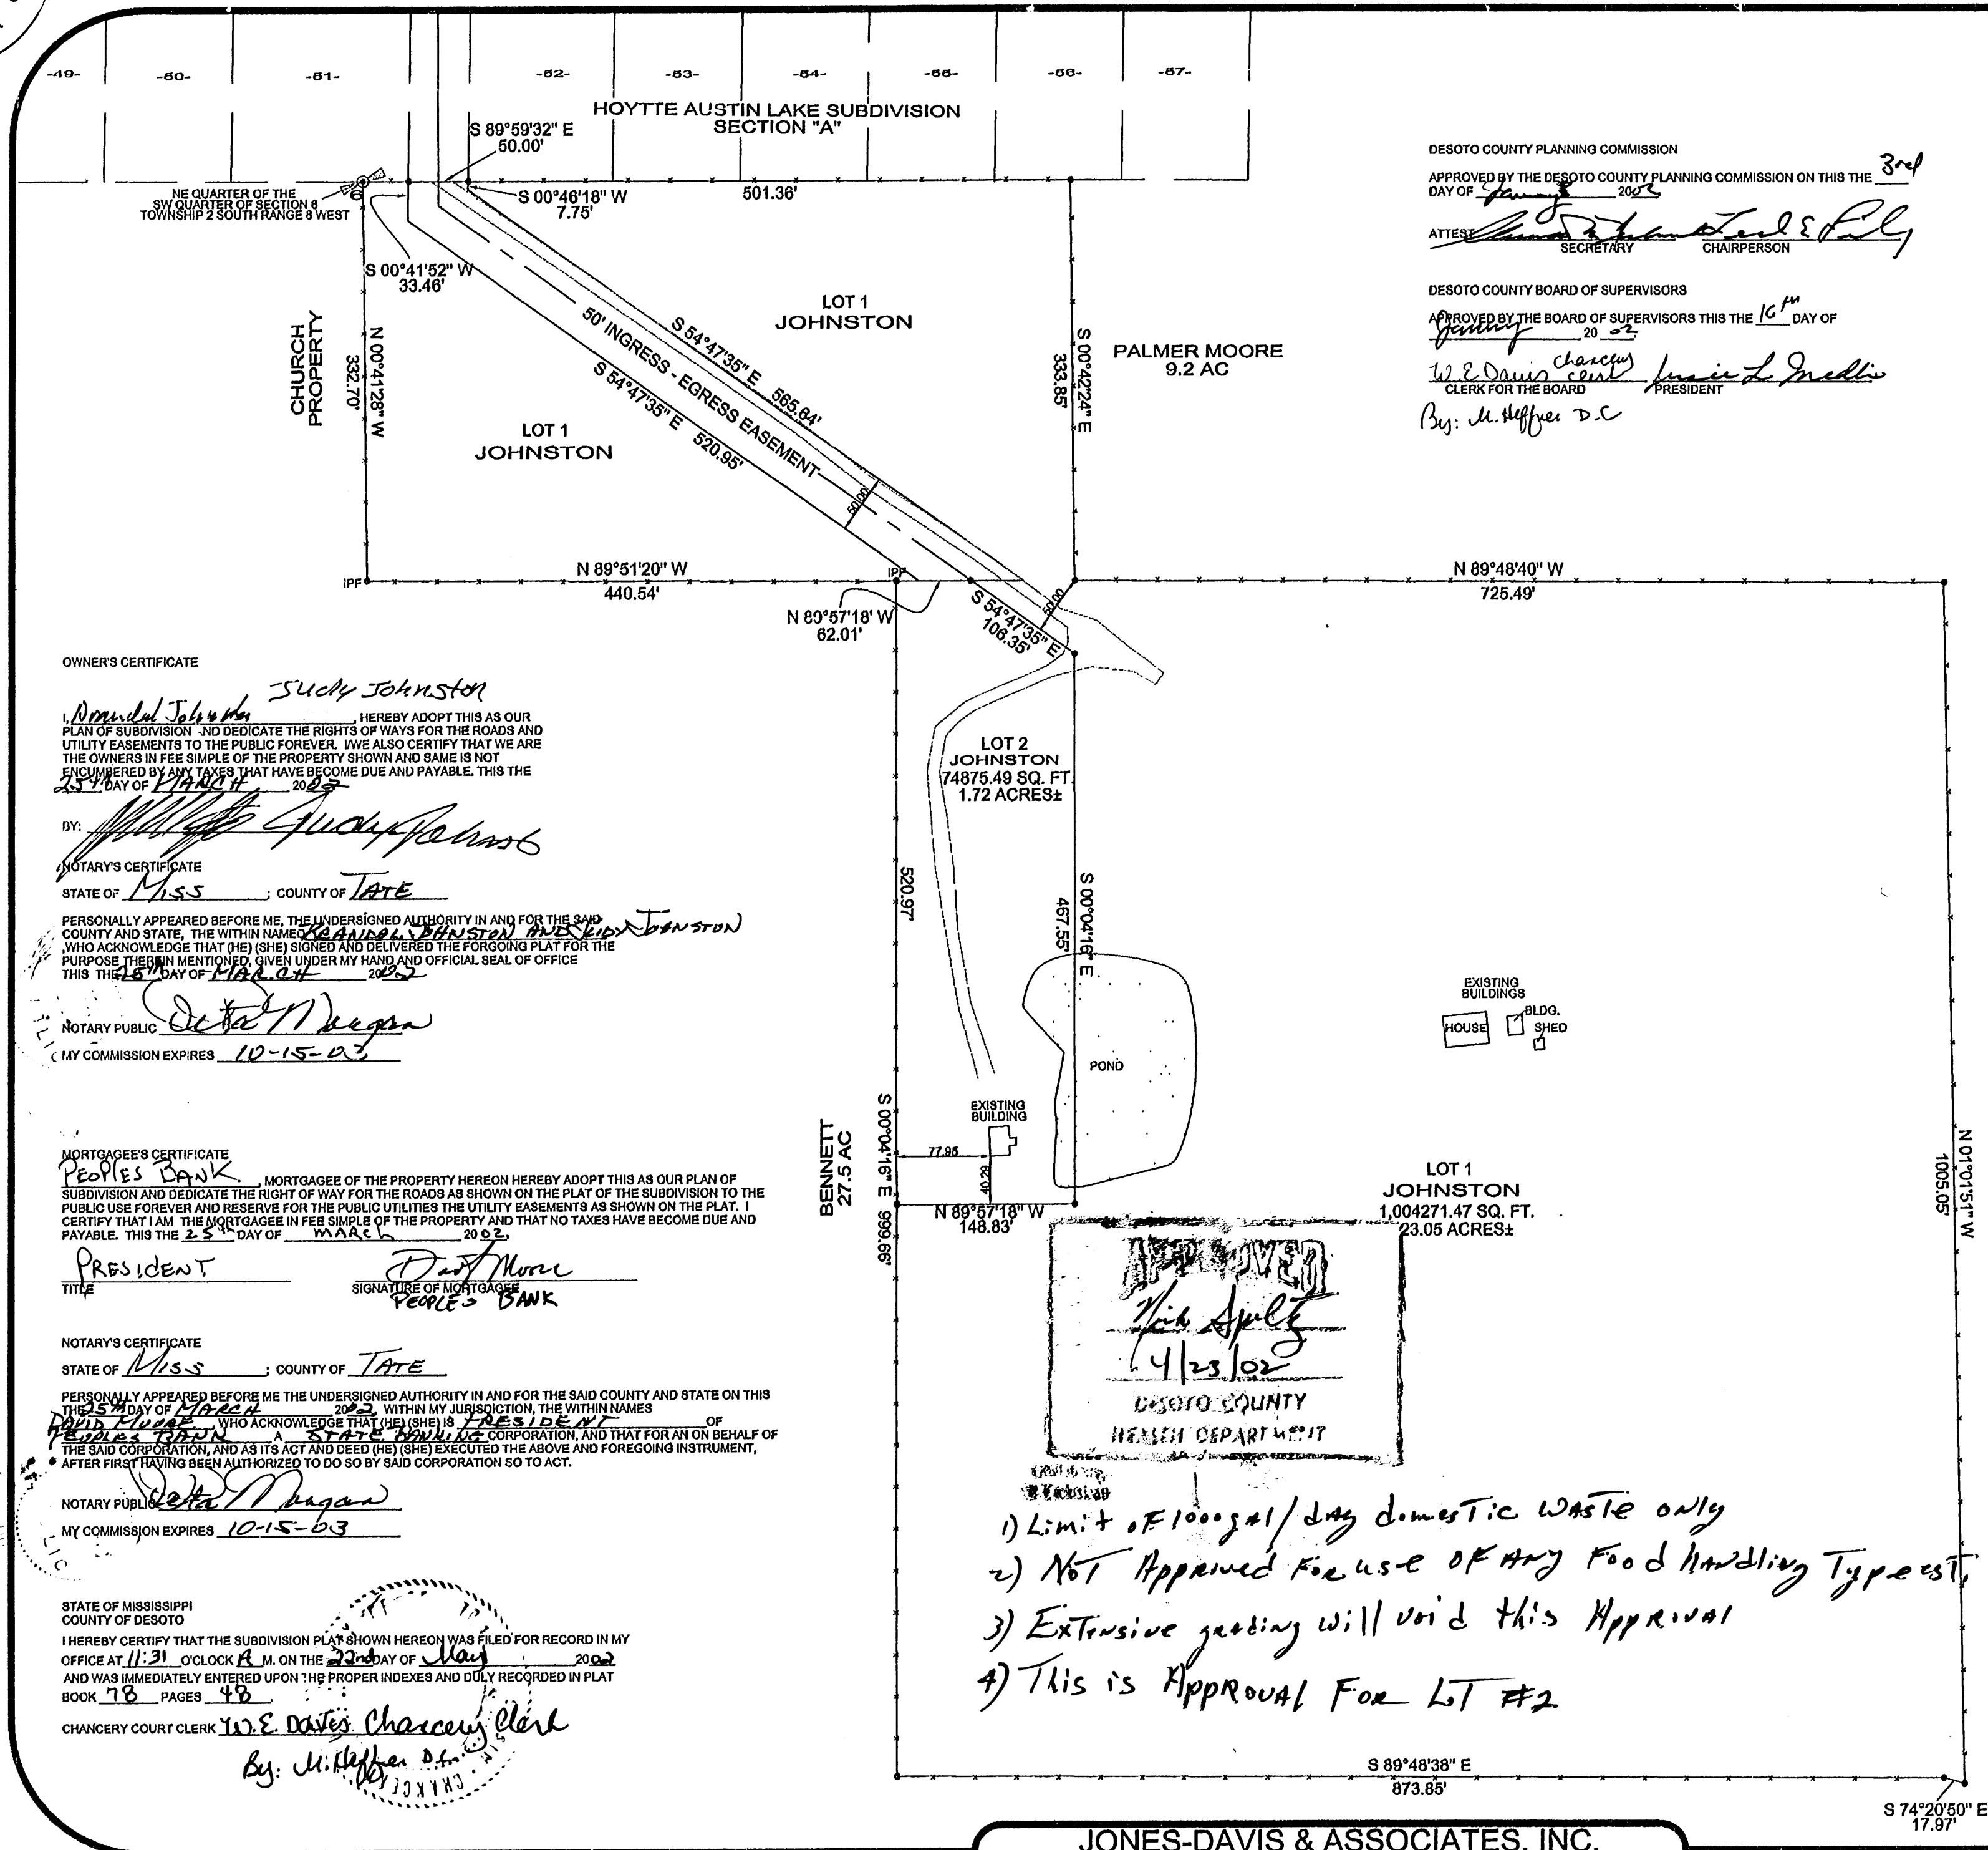 -49-
-50-
-51-
-52-
-53-
-54-
-55-
-56-
-57-
HOYTTE AUSTIN LAKE SUBDIVISION
SECTION "A"
S 89°59'32" E
50.00'
NE QUARTER OF THE
SW QUARTER OF SECTION 6
TOWNSHIP 2 SOUTH RANGE 8 WEST
S 00°46'18" W
7.75'
501.36'
S 00°41'52" W
33.46'
CHURCH
PROPERTY
N 00°41'28" W
332.70'
LOT 1
JOHNSTON
50' INGRESS - EGRESS EASEMENT
S 54°47'35" E 565.64'
S 54°47'35" E 520.95'
50.00
LOT 1
JOHNSTON
S 00°42'24" E
333.85'
PALMER MOORE
9.2 AC
IPF
N 89°51'20" W
440.54'
IPF
N 89°57'18' W
62.01'
S 54°47'35" E
106.35'
50.00
N 89°48'40" W
725.49'
DESOTO COUNTY PLANNING COMMISSION
APPROVED BY THE DESOTO COUNTY PLANNING COMMISSION ON THIS THE 3rd
DAY OF January 2002
ATTEST
SECRETARY CHAIRPERSON
DESOTO COUNTY BOARD OF SUPERVISORS
APPROVED BY THE BOARD OF SUPERVISORS THIS THE 16th DAY OF
January 20 02
W.E. Davis Chancery Clerk
CLERK FOR THE BOARD PRESIDENT
By: M. Heffner D.C
OWNER'S CERTIFICATE
Judy Johnston
I, Johnston, HEREBY ADOPT THIS AS OUR
PLAN OF SUBDIVISION AND DEDICATE THE RIGHTS OF WAYS FOR THE ROADS AND
UTILITY EASEMENTS TO THE PUBLIC FOREVER. I/WE ALSO CERTIFY THAT WE ARE
THE OWNERS IN FEE SIMPLE OF THE PROPERTY SHOWN AND SAME IS NOT
ENCUMBERED BY ANY TAXES THAT HAVE BECOME DUE AND PAYABLE. THIS THE
25th DAY OF MARCH 2002
BY: Judy Johnston
NOTARY'S CERTIFICATE
STATE OF Miss ; COUNTY OF TATE
PERSONALLY APPEARED BEFORE ME, THE UNDERSIGNED AUTHORITY IN AND FOR THE SAID
COUNTY AND STATE, THE WITHIN NAMED JOHNSTON AND JUDY JOHNSTON
,WHO ACKNOWLEDGE THAT (HE) (SHE) SIGNED AND DELIVERED THE FORGOING PLAT FOR THE
PURPOSE THEREIN MENTIONED, GIVEN UNDER MY HAND AND OFFICIAL SEAL OF OFFICE
THIS THE 25th DAY OF MARCH 2002
NOTARY PUBLIC
MY COMMISSION EXPIRES 10-15-03
MORTGAGEE'S CERTIFICATE
PEOPLES BANK, MORTGAGEE OF THE PROPERTY HEREON HEREBY ADOPT THIS AS OUR PLAN OF
SUBDIVISION AND DEDICATE THE RIGHT OF WAY FOR THE ROADS AS SHOWN ON THE PLAT OF THE SUBDIVISION TO THE
PUBLIC USE FOREVER AND RESERVE FOR THE PUBLIC UTILITIES THE UTILITY EASEMENTS AS SHOWN ON THE PLAT. I
CERTIFY THAT I AM THE MORTGAGEE IN FEE SIMPLE OF THE PROPERTY AND THAT NO TAXES HAVE BECOME DUE AND
PAYABLE. THIS THE 25th DAY OF MARCH 2002.
PRESIDENT
TITLE SIGNATURE OF MORTGAGEE
PEOPLES BANK
NOTARY'S CERTIFICATE
STATE OF Miss ; COUNTY OF TATE
PERSONALLY APPEARED BEFORE ME THE UNDERSIGNED AUTHORITY IN AND FOR THE SAID COUNTY AND STATE ON THIS
THE 25th DAY OF MARCH 2002, WITHIN MY JURISDICTION, THE WITHIN NAMES
DAVID MOORE, WHO ACKNOWLEDGE THAT (HE) (SHE) IS PRESIDENT OF
PEOPLES BANK A STATE BANKING CORPORATION, AND THAT FOR AN ON BEHALF OF
THE SAID CORPORATION, AND AS ITS ACT AND DEED (HE) (SHE) EXECUTED THE ABOVE AND FOREGOING INSTRUMENT,
AFTER FIRST HAVING BEEN AUTHORIZED TO DO SO BY SAID CORPORATION SO TO ACT.
NOTARY PUBLIC
MY COMMISSION EXPIRES 10-15-03
STATE OF MISSISSIPPI
COUNTY OF DESOTO
I HEREBY CERTIFY THAT THE SUBDIVISION PLAT SHOWN HEREON WAS FILED FOR RECORD IN MY
OFFICE AT 11:31 O'CLOCK A M. ON THE 22nd DAY OF May 2002
AND WAS IMMEDIATELY ENTERED UPON THE PROPER INDEXES AND DULY RECORDED IN PLAT
BOOK 78 PAGES 48
CHANCERY COURT CLERK W.E. Davis Chancery Clerk
By: M. Heffner D.C.
LOT 2
JOHNSTON
74875.49 SQ. FT.
1.72 ACRES±
520.97'
S 00°04'16" E
467.55'
POND
EXISTING
BUILDING
77.95
40.29
BENNETT
27.5 AC
S 00°04'16" E 999.66'
N 89°57'18" W
148.83'
EXISTING
BUILDINGS
HOUSE
BLDG.
SHED
LOT 1
JOHNSTON
1,004271.47 SQ. FT.
23.05 ACRES±
N 01°01'51" W
1005.05'
APPROVED
4/23/02
DESOTO COUNTY
HEALTH DEPARTMENT
1) Limit of 1000 gal/day domestic waste only
2) Not Approved For use of Any Food handling Type est.
3) Extensive grading will void this Approval
4) This is Approval For LT #2
S 89°48'38" E
873.85'
S 74°20'50" E
17.97'
JONES-DAVIS & ASSOCIATES, INC.